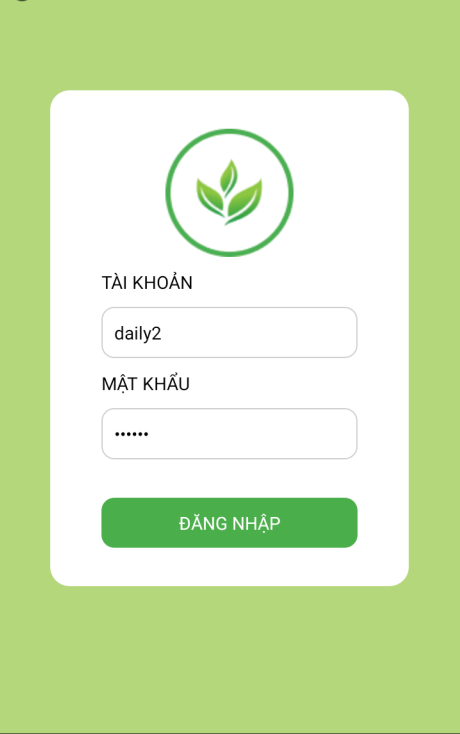 TÀI KHOẢN
daily2
MẬT KHẨU
••••••
ĐĂNG NHẬP